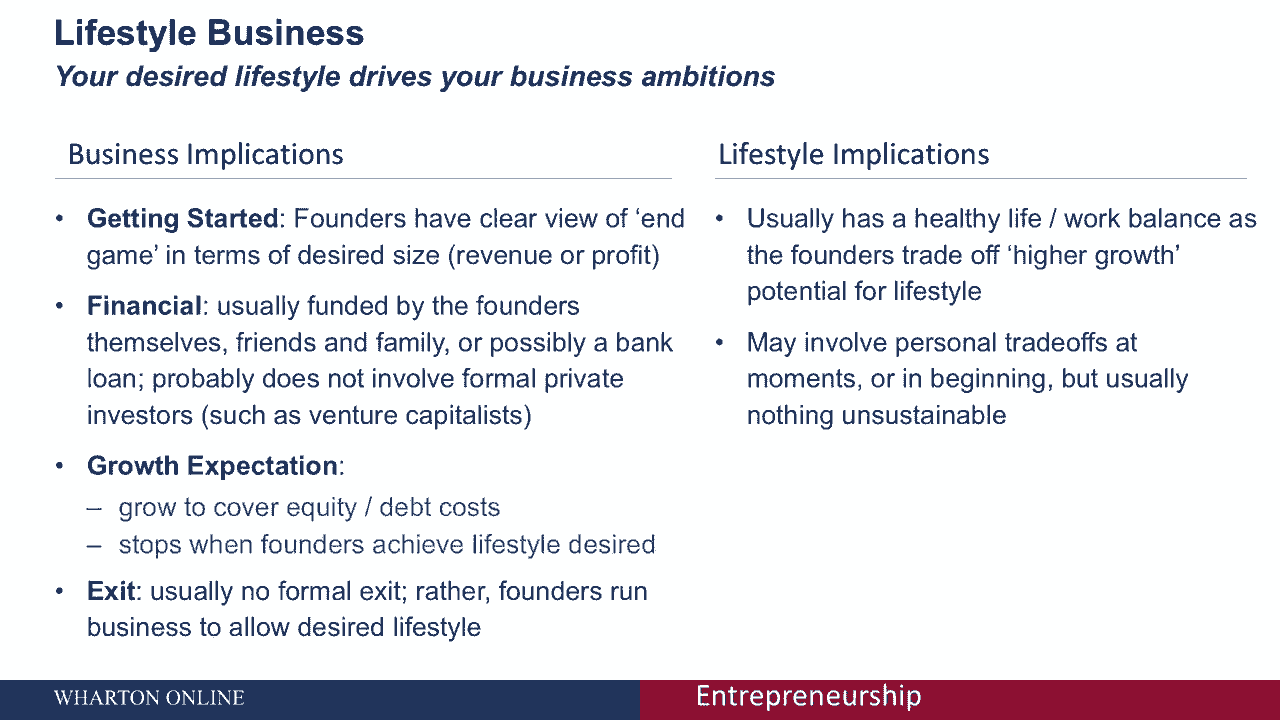 Lifestyle Business
Your desired lifestyle drives your business ambitions
Business Implications
• Getting Started: Founders have clear view of ‘end
game’ in terms of desired size (revenue or profit)
• Financial: usually funded by the founders
themselves, friends and family, or possibly a bank
loan; probably does not involve formal private
investors (such as venture capitalists)
• Growth Expectation:
– grow to cover equity / debt costs
– stops when founders achieve lifestyle desired
• Exit: usually no formal exit; rather, founders run
business to allow desired lifestyle
Lifestyle Implications
• Usually has a healthy life / work balance as
the founders trade off ‘higher growth’
potential for lifestyle
• May involve personal tradeoffs at
moments, or in beginning, but usually
nothing unsustainable
WHARTON ONLINE
Entrepreneurship